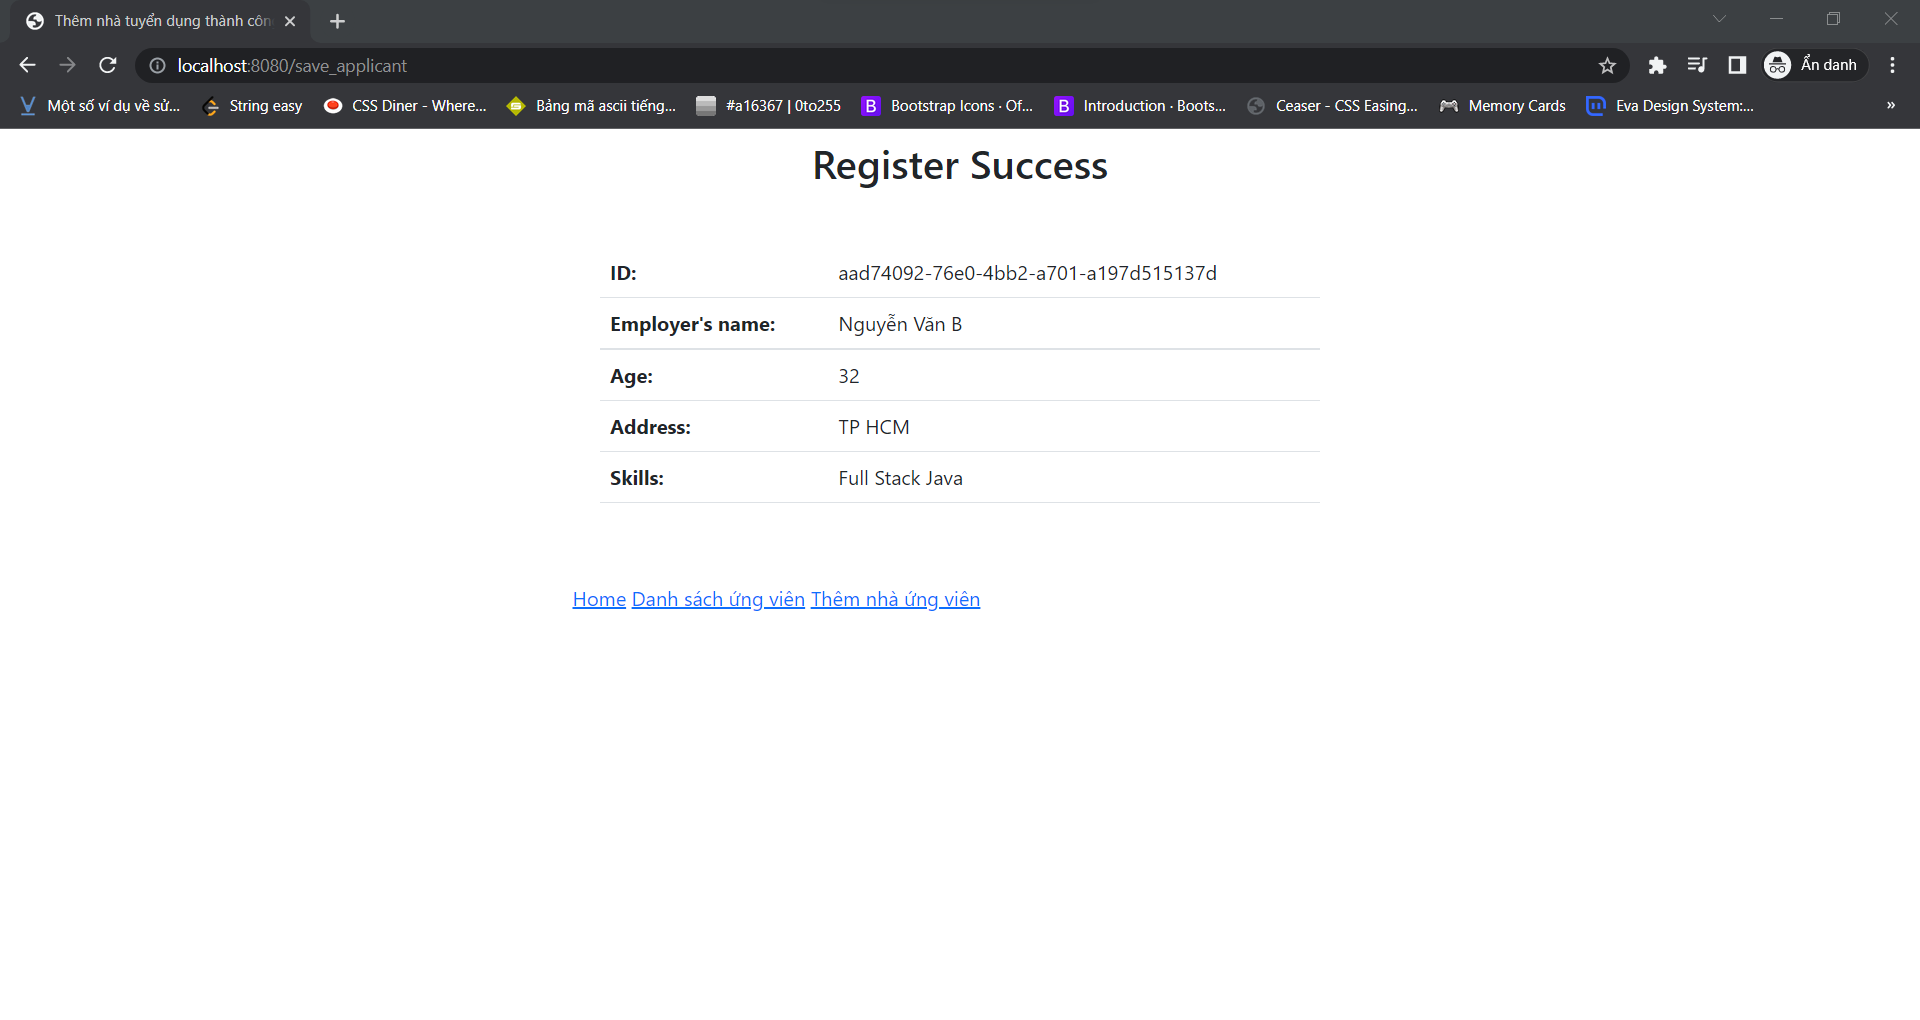 Thêm nhà tuyển dụng thành côn
localhost:8080/save_applicant
Ẩn danh
Một số ví dụ về sử... String easy CSS Diner - Where... Bảng mã ascii tiếng... #a16367 | 0to255 Bootstrap Icons · Of... Introduction · Boots... Ceaser - CSS Easing... Memory Cards Eva Design System:... »
Register Success
ID: aad74092-76e0-4bb2-a701-a197d515137d
Employer's name: Nguyễn Văn B
Age: 32
Address: TP HCM
Skills: Full Stack Java
Home Danh sách ứng viên Thêm nhà ứng viên